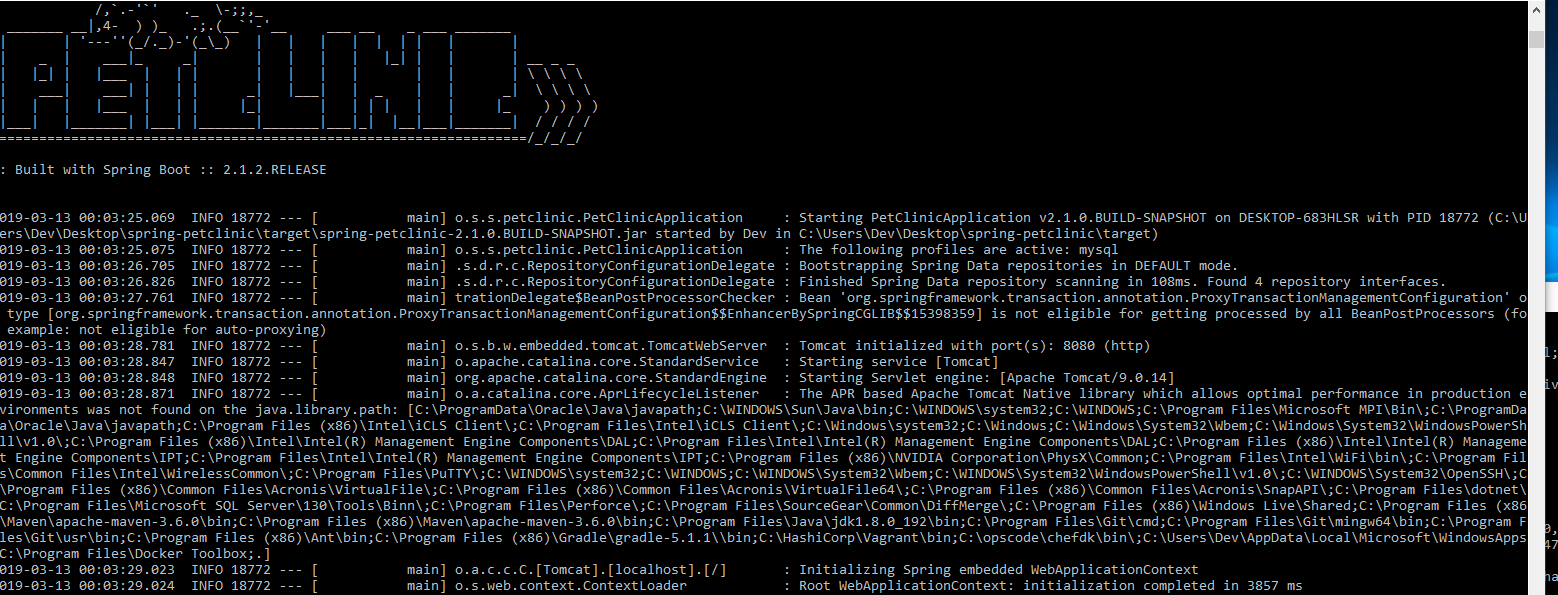 PETCLINIC
: Built with Spring Boot :: 2.1.2.RELEASE
019-03-13 00:03:25.069  INFO 18772 --- [           main] o.s.s.petclinic.PetClinicApplication     : Starting PetClinicApplication v2.1.0.BUILD-SNAPSHOT on DESKTOP-683HLSR with PID 18772 (C:\U
ers\Dev\Desktop\spring-petclinic\target\spring-petclinic-2.1.0.BUILD-SNAPSHOT.jar started by Dev in C:\Users\Dev\Desktop\spring-petclinic\target)
019-03-13 00:03:25.075  INFO 18772 --- [           main] o.s.s.petclinic.PetClinicApplication     : The following profiles are active: mysql
019-03-13 00:03:26.705  INFO 18772 --- [           main] .s.d.r.c.RepositoryConfigurationDelegate : Bootstrapping Spring Data repositories in DEFAULT mode.
019-03-13 00:03:26.826  INFO 18772 --- [           main] .s.d.r.c.RepositoryConfigurationDelegate : Finished Spring Data repository scanning in 108ms. Found 4 repository interfaces.
019-03-13 00:03:27.761  INFO 18772 --- [           main] trationDelegate$BeanPostProcessorChecker : Bean 'org.springframework.transaction.annotation.ProxyTransactionManagementConfiguration' o
 type [org.springframework.transaction.annotation.ProxyTransactionManagementConfiguration$$EnhancerBySpringCGLIB$$15398359] is not eligible for getting processed by all BeanPostProcessors (fo
 example: not eligible for auto-proxying)
019-03-13 00:03:28.781  INFO 18772 --- [           main] o.s.b.w.embedded.tomcat.TomcatWebServer  : Tomcat initialized with port(s): 8080 (http)
019-03-13 00:03:28.847  INFO 18772 --- [           main] o.apache.catalina.core.StandardService   : Starting service [Tomcat]
019-03-13 00:03:28.848  INFO 18772 --- [           main] org.apache.catalina.core.StandardEngine  : Starting Servlet engine: [Apache Tomcat/9.0.14]
019-03-13 00:03:28.871  INFO 18772 --- [           main] o.a.catalina.core.AprLifecycleListener   : The APR based Apache Tomcat Native library which allows optimal performance in production e
vironments was not found on the java.library.path: [C:\ProgramData\Oracle\Java\javapath;C:\WINDOWS\Sun\Java\bin;C:\WINDOWS\system32;C:\WINDOWS;C:\Program Files\Microsoft MPI\Bin\;C:\ProgramDa
a\Oracle\Java\javapath;C:\Program Files (x86)\Intel\iCLS Client\;C:\Program Files\Intel\iCLS Client\;C:\Windows\system32;C:\Windows;C:\Windows\System32\Wbem;C:\Windows\System32\WindowsPowerSh
ll\v1.0\;C:\Program Files (x86)\Intel\Intel(R) Management Engine Components\DAL;C:\Program Files\Intel\Intel(R) Management Engine Components\DAL;C:\Program Files (x86)\Intel\Intel(R) Manageme
t Engine Components\IPT;C:\Program Files\Intel\Intel(R) Management Engine Components\IPT;C:\Program Files (x86)\NVIDIA Corporation\PhysX\Common;C:\Program Files\Intel\WiFi\bin\;C:\Program Fil
s\Common Files\Intel\WirelessCommon\;C:\Program Files\PuTTY\;C:\WINDOWS\system32;C:\WINDOWS;C:\WINDOWS\System32\Wbem;C:\WINDOWS\System32\WindowsPowerShell\v1.0\;C:\WINDOWS\System32\OpenSSH\;C
\Program Files (x86)\Common Files\Acronis\VirtualFile\;C:\Program Files (x86)\Common Files\Acronis\VirtualFile64\;C:\Program Files (x86)\Common Files\Acronis\SnapAPI\;C:\Program Files\dotnet\
C:\Program Files\Microsoft SQL Server\130\Tools\Binn\;C:\Program Files\Perforce\;C:\Program Files\SourceGear\Common\DiffMerge\;C:\Program Files (x86)\Windows Live\Shared;C:\Program Files (x86
\Maven\apache-maven-3.6.0\bin;C:\Program Files (x86)\Maven\apache-maven-3.6.0\bin;C:\Program Files\Java\jdk1.8.0_192\bin;C:\Program Files\Git\cmd;C:\Program Files\Git\mingw64\bin;C:\Program F
les\Git\usr\bin;C:\Program Files (x86)\Ant\bin;C:\Program Files (x86)\Gradle\gradle-5.1.1\\bin;C:\HashiCorp\Vagrant\bin;C:\opscode\chefdk\bin\;C:\Users\Dev\AppData\Local\Microsoft\WindowsApps
C:\Program Files\Docker Toolbox;.]
019-03-13 00:03:29.023  INFO 18772 --- [           main] o.a.c.c.C.[Tomcat].[localhost].[/]       : Initializing Spring embedded WebApplicationContext
019-03-13 00:03:29.024  INFO 18772 --- [           main] o.s.web.context.ContextLoader            : Root WebApplicationContext: initialization completed in 3857 ms